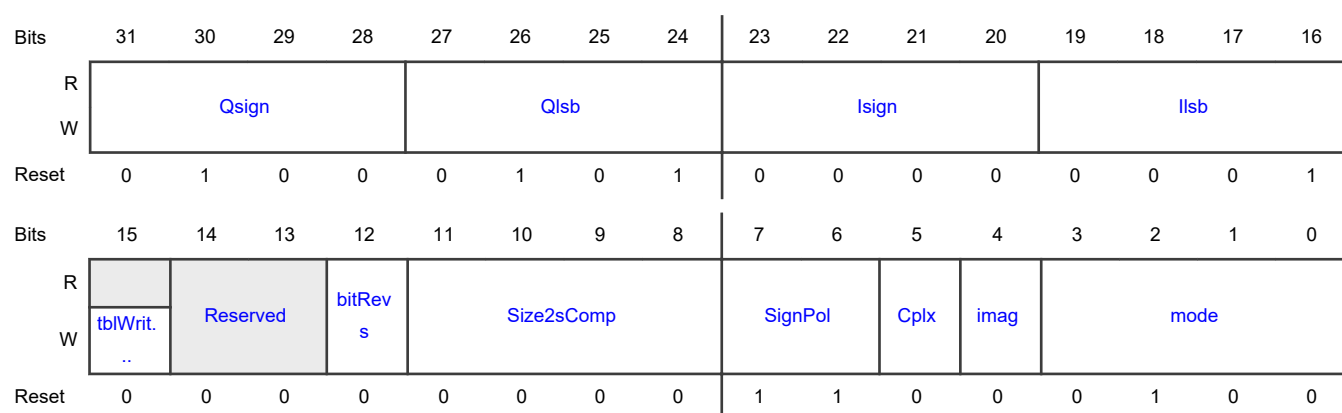 Bits 31 30 29 28 27 26 25 24 23 22 21 20 19 18 17 16
R
Qsign Qlsb Isign Ilsb
W
Reset 0 1 0 0 0 1 0 1 0 0 0 0 0 0 0 1
Bits 15 14 13 12 11 10 9 8 7 6 5 4 3 2 1 0
R
tblWrit. Reserved bitRev Size2sComp SignPol Cplx imag mode
W
.. s
Reset 0 0 0 0 0 0 0 0 1 1 0 0 0 1 0 0